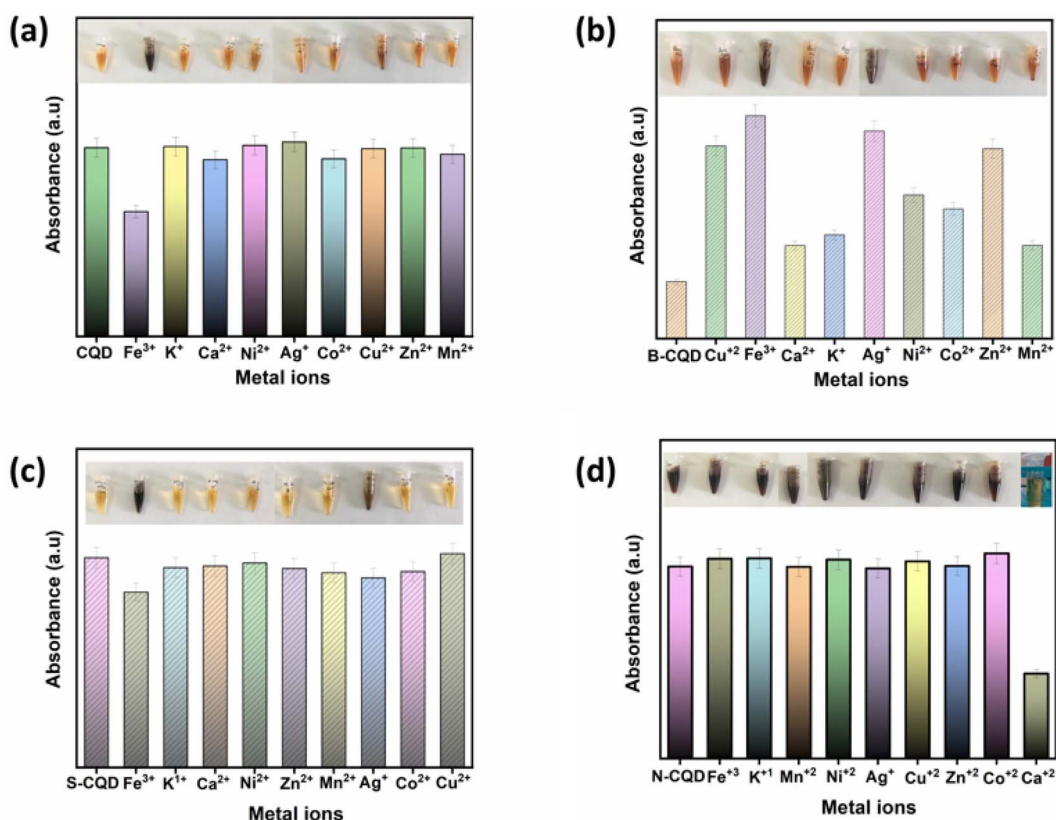 (a)
Absorbance (a.u)
CQD Fe³⁺ K⁺ Ca²⁺ Ni²⁺ Ag⁺ Co²⁺ Cu²⁺ Zn²⁺ Mn²⁺
Metal ions
(b)
Absorbance (a.u)
B-CQD Cu⁺² Fe³⁺ Ca²⁺ K⁺ Ag⁺ Ni²⁺ Co²⁺ Zn²⁺ Mn²⁺
Metal ions
(c)
Absorbance (a.u)
S-CQD Fe³⁺ K¹⁺ Ca²⁺ Ni²⁺ Zn²⁺ Mn²⁺ Ag⁺ Co²⁺ Cu²⁺
Metal ions
(d)
Absorbance (a.u)
N-CQD Fe⁺³ K⁺¹ Mn⁺² Ni⁺² Ag⁺ Cu⁺² Zn⁺² Co⁺² Ca⁺²
Metal ions